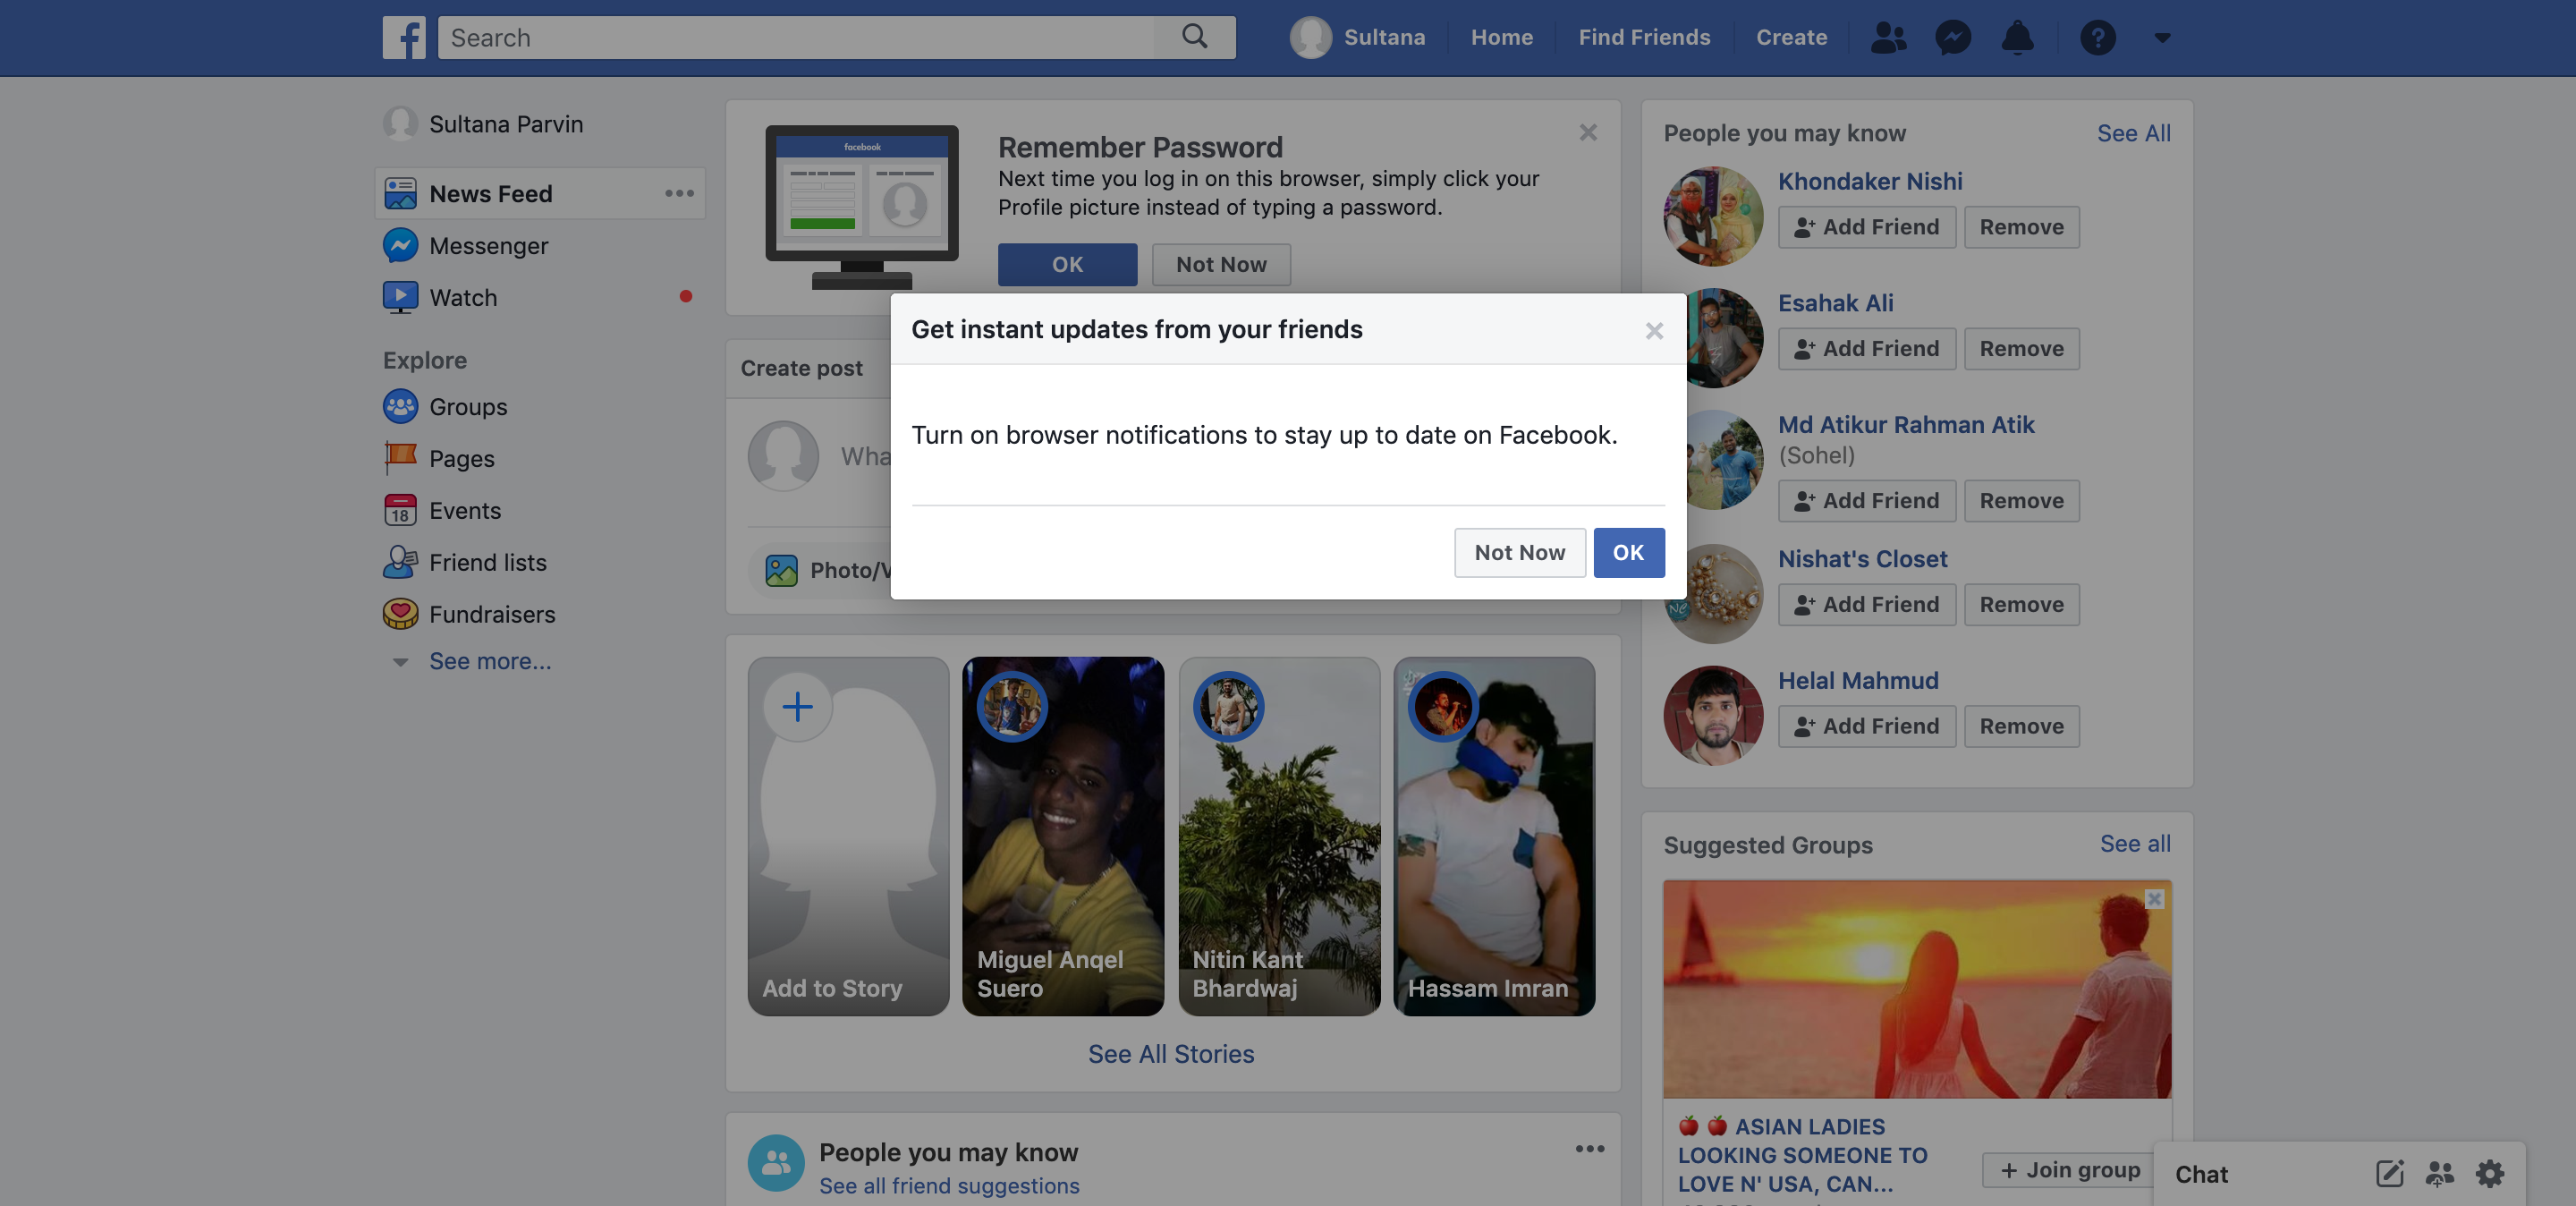 Search
Sultana
Home
Find Friends
Create
Sultana Parvin
News Feed
Messenger
Watch
Explore
Groups
Pages
18
Events
Friend lists
Fundraisers
See more...
facebook
Remember Password
Next time you log in on this browser, simply click your
Profile picture instead of typing a password.
OK
Not Now
Create post
Wha
Photo/V
Get instant updates from your friends
Turn on browser notifications to stay up to date on Facebook.
Not Now
OK
Add to Story
Miguel Anqel
Suero
Nitin Kant
Bhardwaj
Hassam Imran
See All Stories
People you may know
See all friend suggestions
People you may know
See All
Khondaker Nishi
Add Friend
Remove
Esahak Ali
Add Friend
Remove
Md Atikur Rahman Atik
(Sohel)
Add Friend
Remove
NC
Nishat's Closet
Add Friend
Remove
Helal Mahmud
Add Friend
Remove
Suggested Groups
See all
🍎 🍎 ASIAN LADIES
LOOKING SOMEONE TO
LOVE N' USA, CAN...
+ Join group
Chat